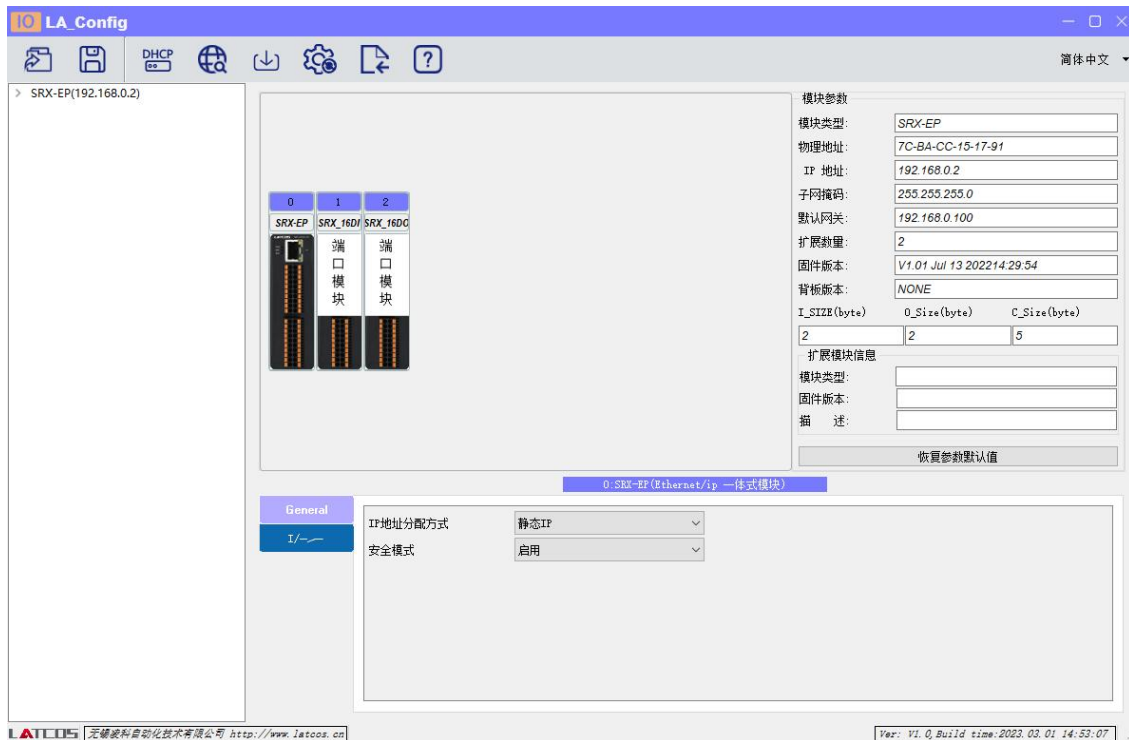 IO LA_Config
DHCP
简体中文
SRX-EP(192.168.0.2)
0 1 2
SRX-EP SRX_16DI SRX_16DO
端口模块 端口模块
模块参数
模块类型: SRX-EP
物理地址: 7C-BA-CC-15-17-91
IP 地址: 192.168.0.2
子网掩码: 255.255.255.0
默认网关: 192.168.0.100
扩展数量: 2
固件版本: V1.01 Jul 13 202214:29:54
背板版本: NONE
I_SIZE(byte) O_Size(byte) C_Size(byte)
2 2 5
扩展模块信息
模块类型:
固件版本:
描 述:
恢复参数默认值
0:SRX-EP(Ethernet/ip 一体式模块)
General
I/
IP地址分配方式 静态IP
安全模式 启用
LATCOS 无锡凌科自动化技术有限公司 http://www.latcos.cn
Ver: V1.0,Build time:2023.03.01 14:53:07